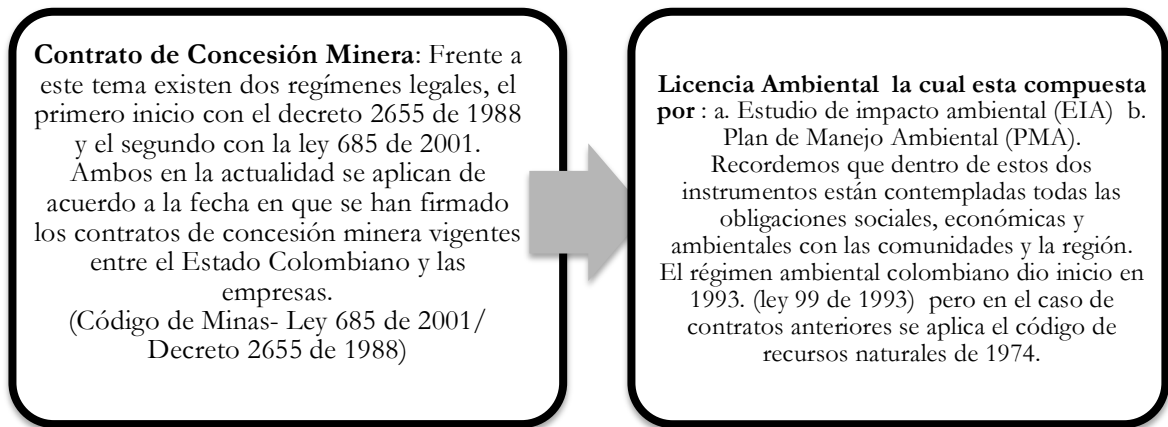 Contrato de Concesión Minera: Frente a
este tema existen dos regímenes legales, el
primero inicio con el decreto 2655 de 1988
y el segundo con la ley 685 de 2001.
Ambos en la actualidad se aplican de
acuerdo a la fecha en que se han firmado
los contratos de concesión minera vigentes
entre el Estado Colombiano y las
empresas.
(Código de Minas- Ley 685 de 2001/
Decreto 2655 de 1988)
Licencia Ambiental la cual esta compuesta
por : a. Estudio de impacto ambiental (EIA) b.
Plan de Manejo Ambiental (PMA).
Recordemos que dentro de estos dos
instrumentos están contempladas todas las
obligaciones sociales, económicas y
ambientales con las comunidades y la región.
El régimen ambiental colombiano dio inicio en
1993. (ley 99 de 1993) pero en el caso de
contratos anteriores se aplica el código de
recursos naturales de 1974.